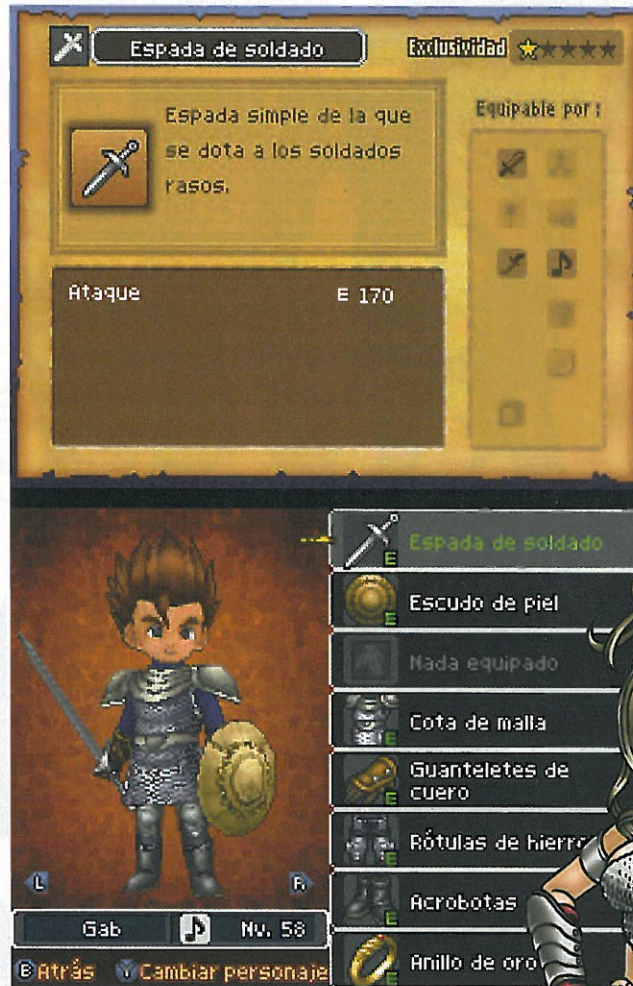 Espada de soldado
Exclusividad
Espada simple de la que
se dota a los soldados
rasos.
Equipable por:
Ataque E 170
E Espada de soldado
E Escudo de piel
Nada equipado
E Cota de malla
E Guanteletes de
cuero
E Rótulas de hierro
E Acrobotas
E Anillo de oro
L R
Gab Nv. 58
B Atrás Y Cambiar personaje